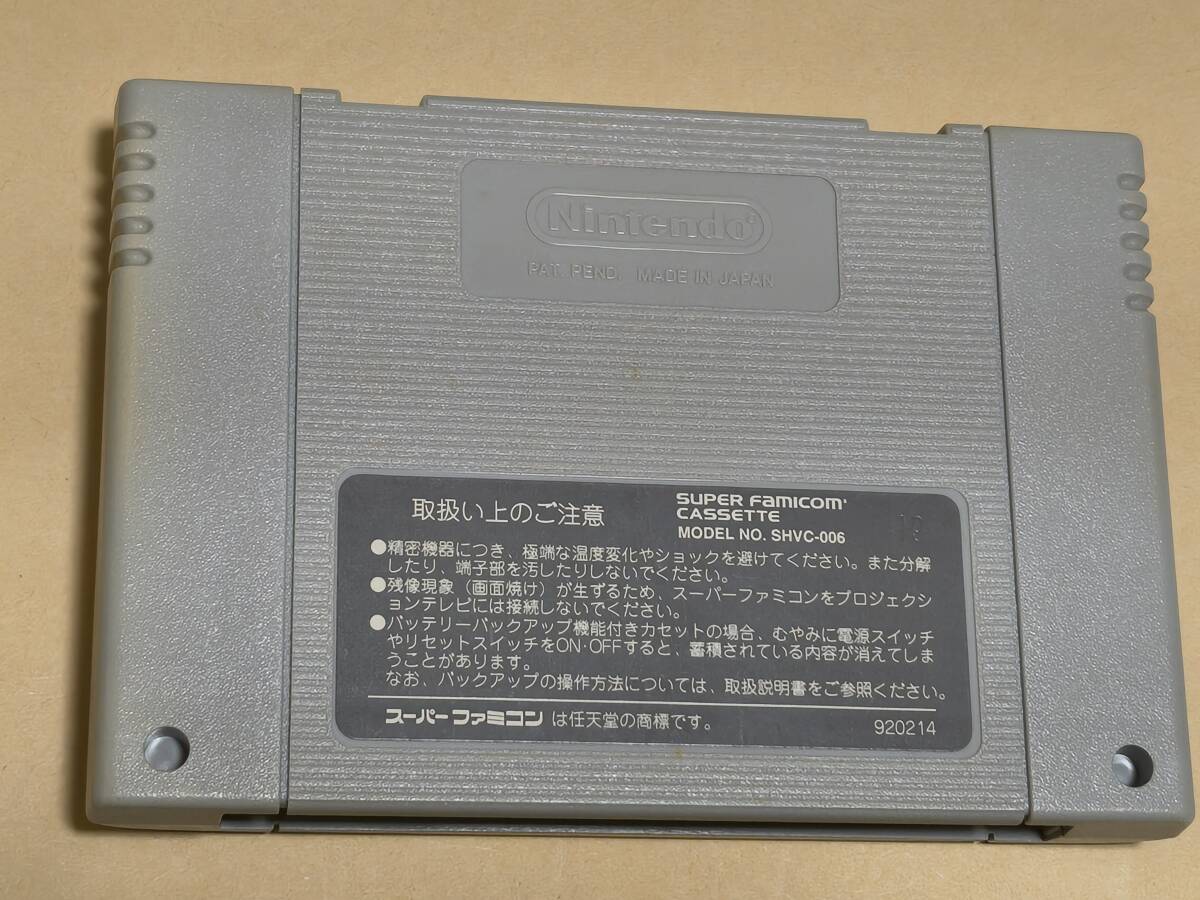 Nintendo®
PAT. PEND. MADE IN JAPAN
取扱い上のご注意
SUPER FAMICOM
CASSETTE
MODEL NO. SHVC-006
●精密機器につき、極端な温度変化やショックを避けてください。また分解
したり、端子部を汚したりしないでください。
●残像現象（画面焼け）が生ずるため、スーパーファミコンをプロジェクシ
ョンテレビには接続しないでください。
●バッテリーバックアップ機能付きカセットの場合、むやみに電源スイッチ
やリセットスイッチをON·OFFすると、蓄積されている内容が消えてしま
うことがあります。
なお、バックアップの操作方法については、取扱説明書をご参照ください。
スーパーファミコン は任天堂の商標です。
920214